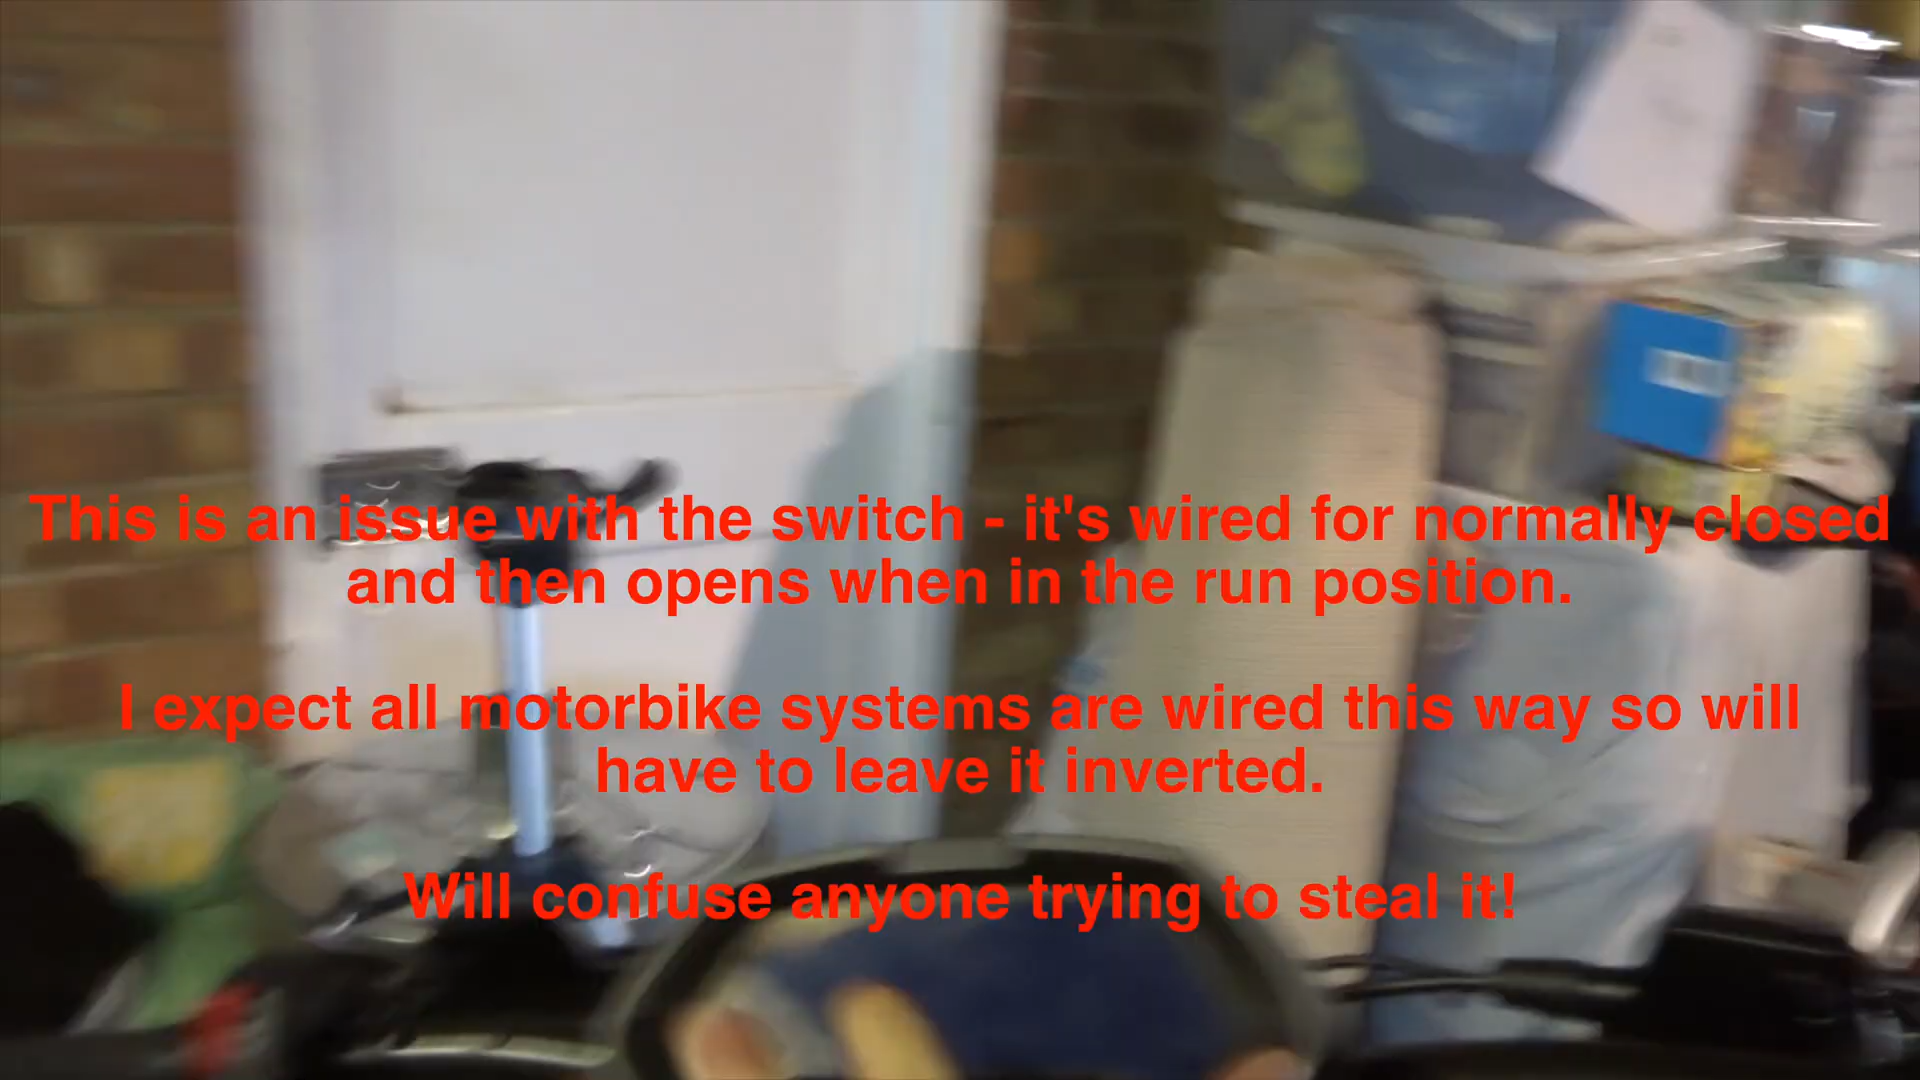 This is an issue with the switch - it's wired for normally closed
and then opens when in the run position.
I expect all motorbike systems are wired this way so will
have to leave it inverted.
Will confuse anyone trying to steal it!